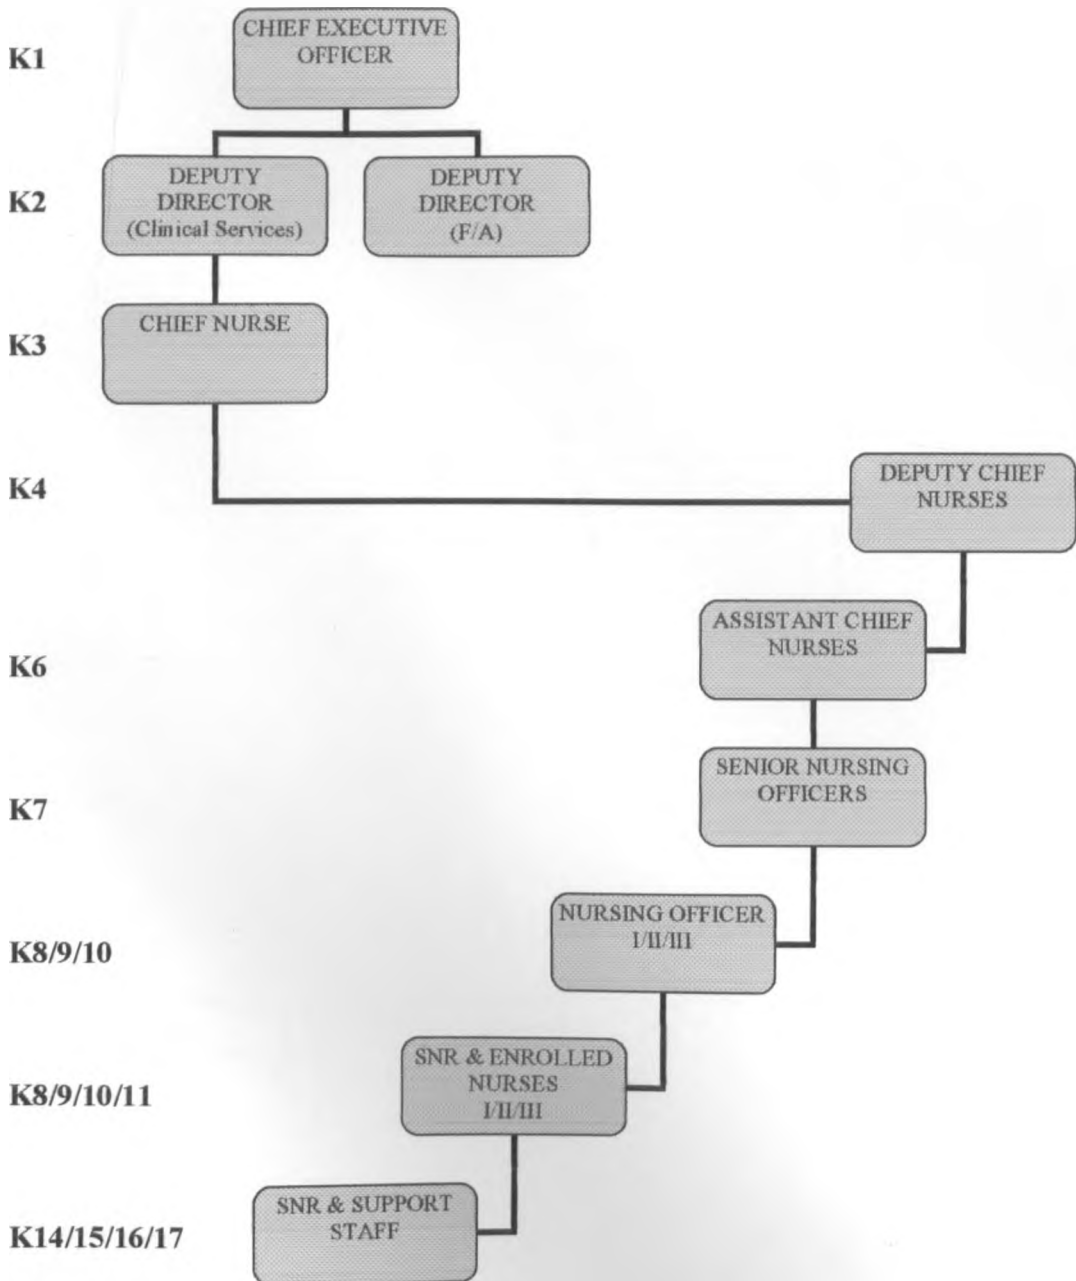 K1
CHIEF EXECUTIVE
OFFICER
K2
DEPUTY
DIRECTOR
(Clinical Services)
DEPUTY
DIRECTOR
(F/A)
K3
CHIEF NURSE
K4
DEPUTY CHIEF
NURSES
K6
ASSISTANT CHIEF
NURSES
K7
SENIOR NURSING
OFFICERS
K8/9/10
NURSING OFFICER
I/II/III
K8/9/10/11
SNR & ENROLLED
NURSES
I/II/III
K14/15/16/17
SNR & SUPPORT
STAFF